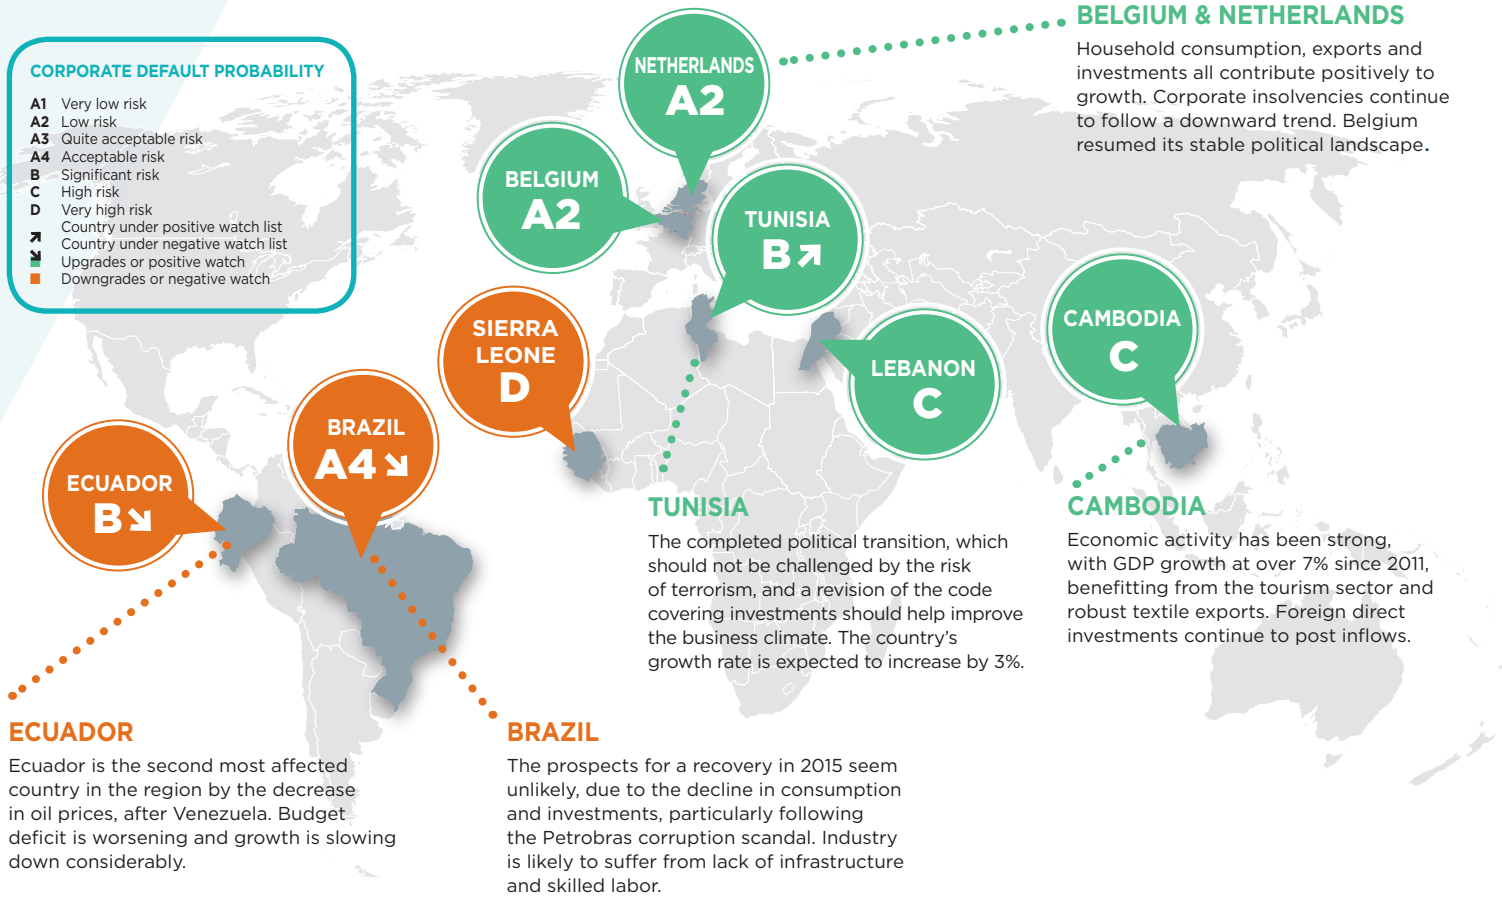 CORPORATE DEFAULT PROBABILITY
A1 Very low risk
A2 Low risk
A3 Quite acceptable risk
A4 Acceptable risk
B Significant risk
C High risk
D Very high risk
Country under positive watch list
Country under negative watch list
Upgrades or positive watch
Downgrades or negative watch
NETHERLANDS
A2
BELGIUM
A2
TUNISIA
B
SIERRA
LEONE
D
LEBANON
C
CAMBODIA
C
BRAZIL
A4
ECUADOR
B
BELGIUM & NETHERLANDS
Household consumption, exports and
investments all contribute positively to
growth. Corporate insolvencies continue
to follow a downward trend. Belgium
resumed its stable political landscape.
TUNISIA
The completed political transition, which
should not be challenged by the risk
of terrorism, and a revision of the code
covering investments should help improve
the business climate. The country's
growth rate is expected to increase by 3%.
CAMBODIA
Economic activity has been strong,
with GDP growth at over 7% since 2011,
benefitting from the tourism sector and
robust textile exports. Foreign direct
investments continue to post inflows.
ECUADOR
Ecuador is the second most affected
country in the region by the decrease
in oil prices, after Venezuela. Budget
deficit is worsening and growth is slowing
down considerably.
BRAZIL
The prospects for a recovery in 2015 seem
unlikely, due to the decline in consumption
and investments, particularly following
the Petrobras corruption scandal. Industry
is likely to suffer from lack of infrastructure
and skilled labor.